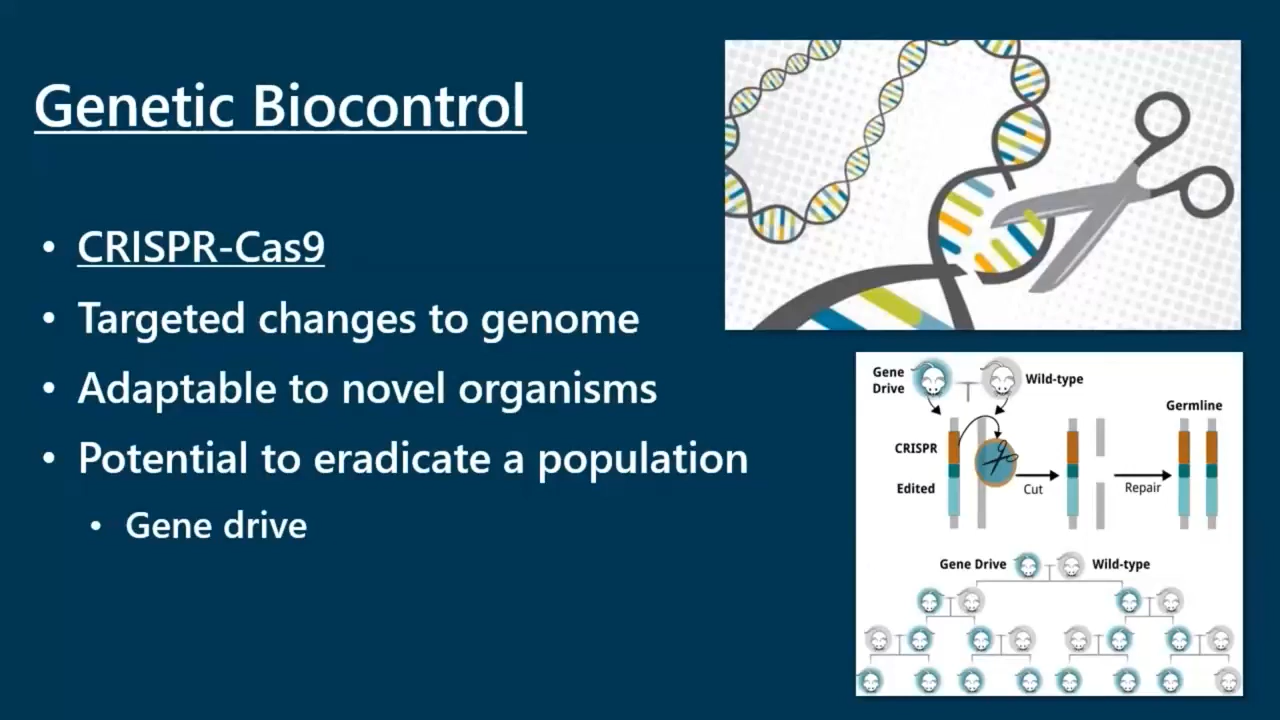 Genetic Biocontrol
• CRISPR-Cas9
• Targeted changes to genome
• Adaptable to novel organisms
• Potential to eradicate a population
• Gene drive
Gene
Drive
Wild-type
Germline
CRISPR
Edited
Cut
Repair
Gene Drive
Wild-type